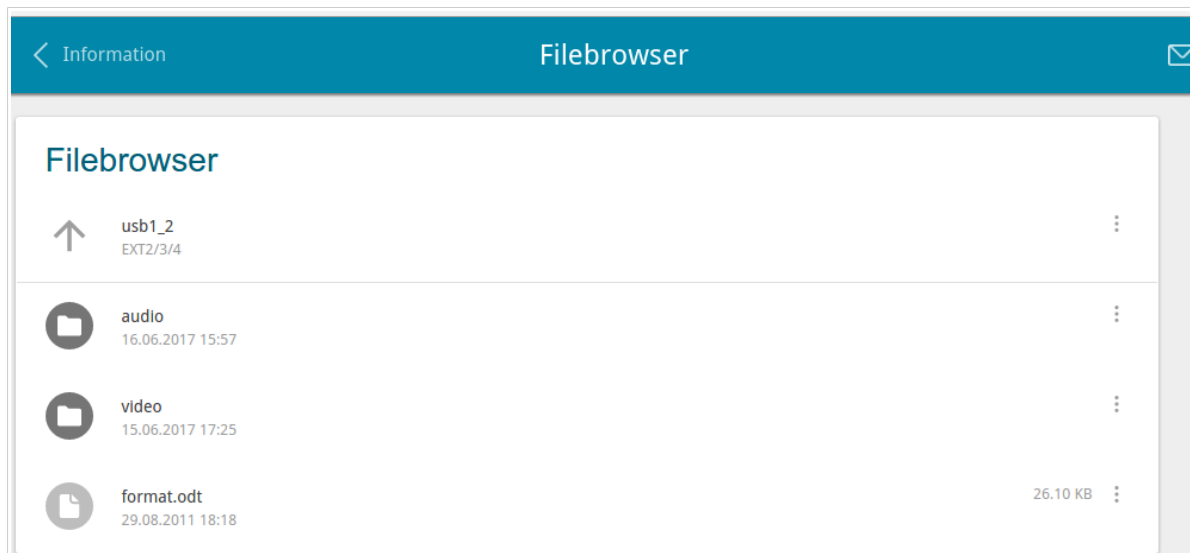 Information
Filebrowser
Filebrowser
usb1_2
EXT2/3/4
audio
16.06.2017 15:57
video
15.06.2017 17:25
format.odt
26.10 KB
29.08.2011 18:18